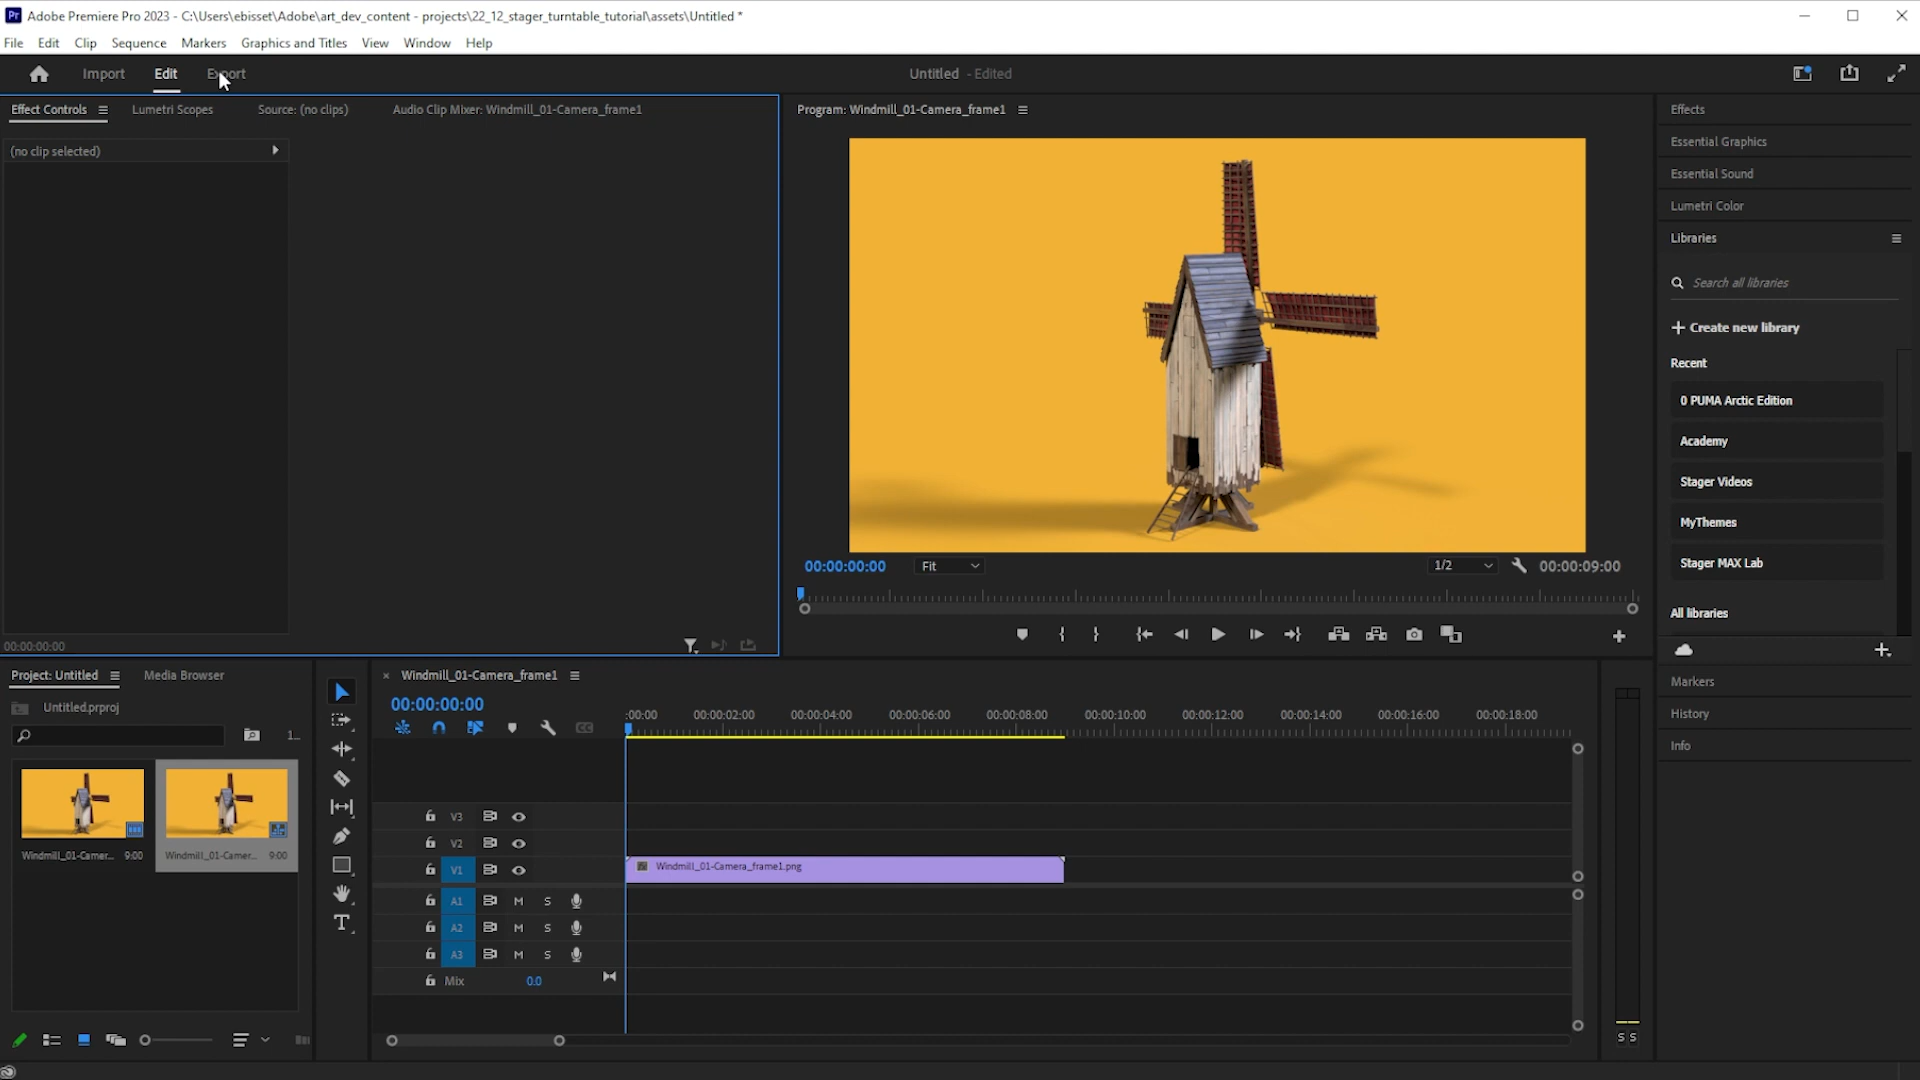 Adobe Premiere Pro 2023 - C:\Users\ebisset\Adobe\art_dev_content - projects\22_12_stager_turntable_tutorial\assets\Untitled *
File Edit Clip Sequence Markers Graphics and Titles View Window Help
Import Edit Export Untitled - Edited
Effect Controls Lumetri Scopes Source: (no clips) Audio Clip Mixer: Windmill_01-Camera_frame1
(no clip selected)
00:00:00:00
Program: Windmill_01-Camera_frame1
00:00:00:00 Fit 1/2 00:00:09:00
Effects
Essential Graphics
Essential Sound
Lumetri Color
Libraries
Search all libraries
Create new library
Recent
0 PUMA Arctic Edition
Academy
Stager Videos
MyThemes
Stager MAX Lab
All libraries
Markers
History
Info
Project: Untitled Media Browser
Untitled.prproj
1...
Windmill_01-Camer... 9:00 Windmill_01-Camer... 9:00
Windmill_01-Camera_frame1
00:00:00:00
:00:00 00:00:02:00 00:00:04:00 00:00:06:00 00:00:08:00 00:00:10:00 00:00:12:00 00:00:14:00 00:00:16:00 00:00:18:00
V3
V2
V1 Windmill_01-Camera_frame1.png
A1 M S
A2 M S
A3 M S
Mix 0.0
S S